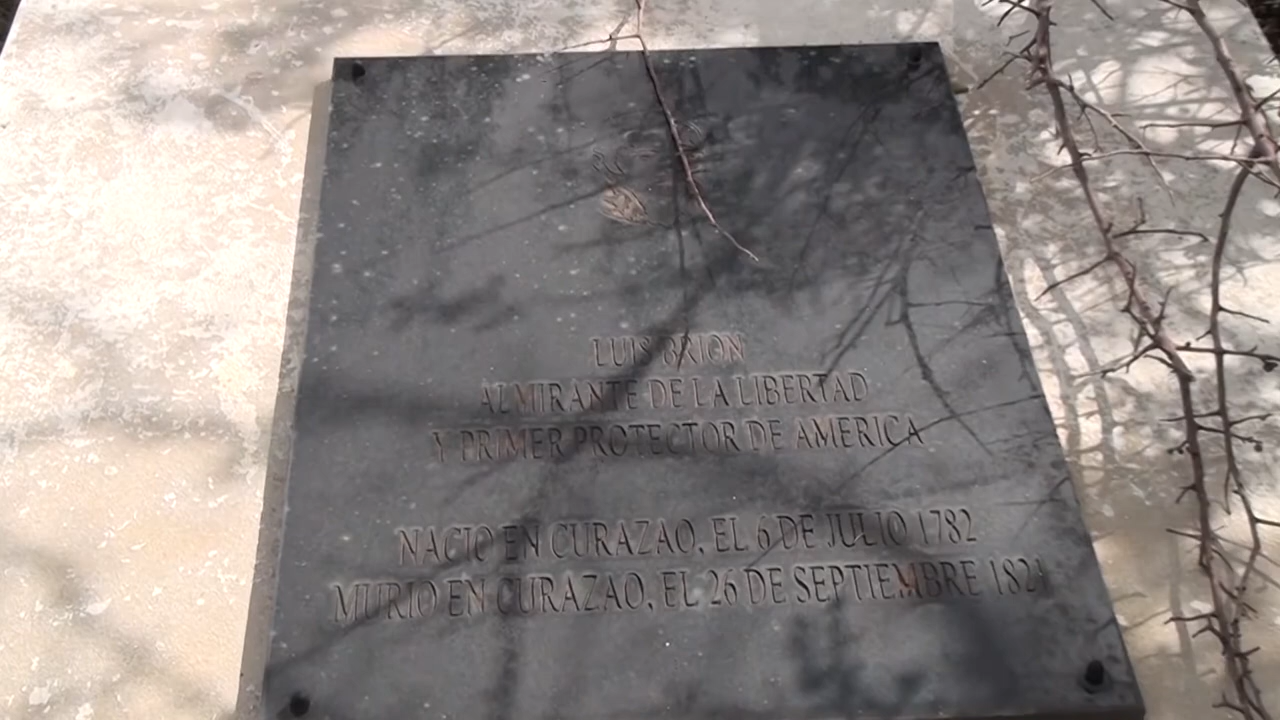 LUIS BRION
ALMIRANTE DE LA LIBERTAD
Y PRIMER PROTECTOR DE AMERICA
NACIO EN CURAZAO, EL 6 DE JULIO 1782
MURIO EN CURAZAO, EL 26 DE SEPTIEMBRE 1821